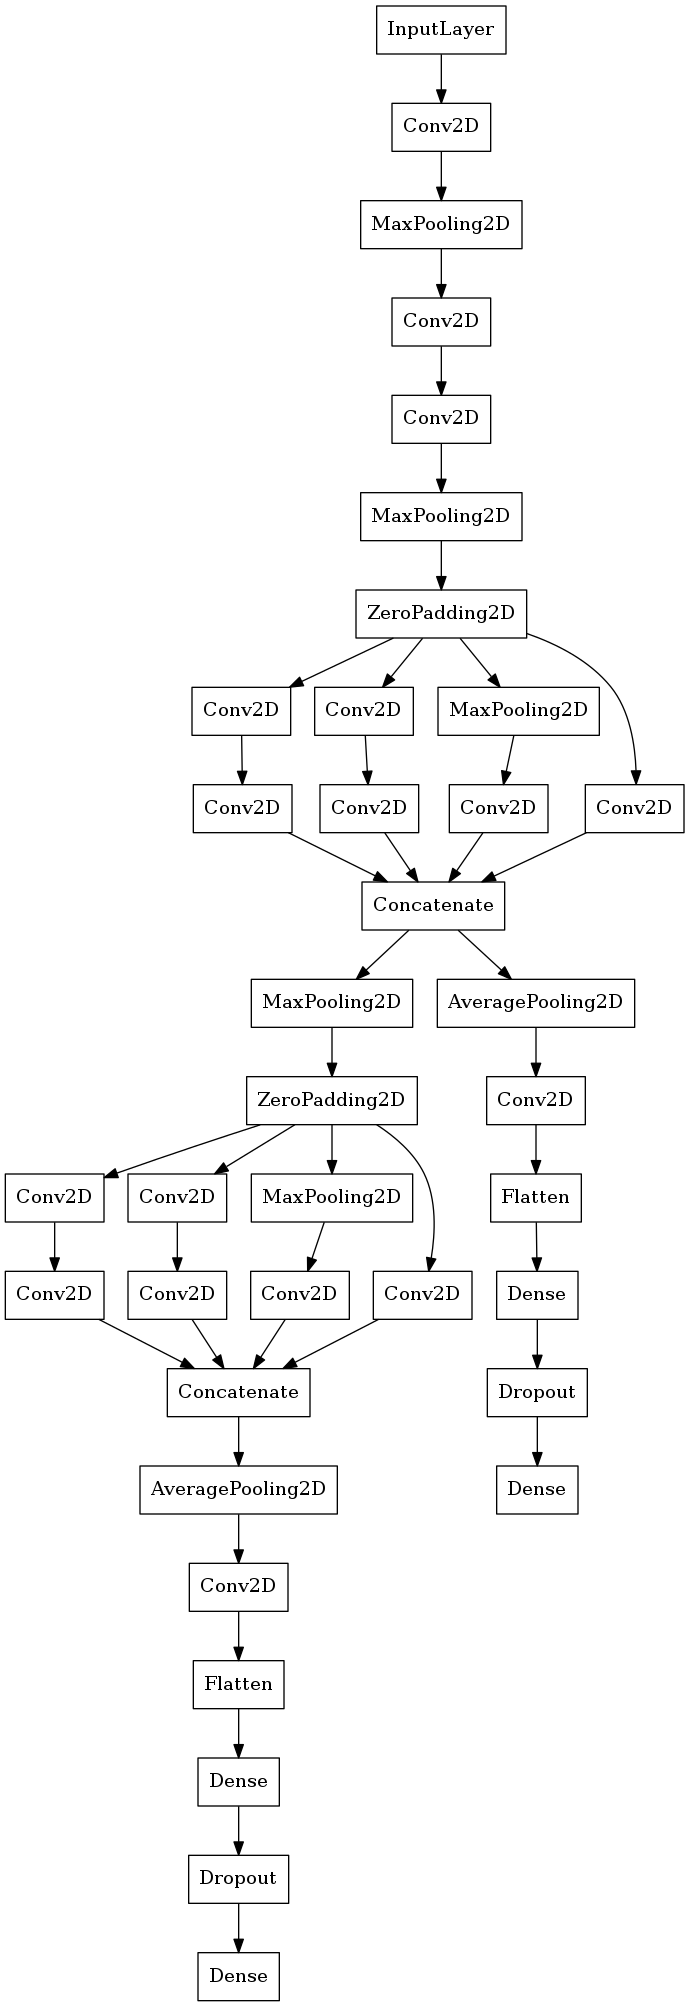 InputLayer
Conv2D
MaxPooling2D
Conv2D
Conv2D
MaxPooling2D
ZeroPadding2D
Conv2D Conv2D MaxPooling2D
Conv2D Conv2D Conv2D Conv2D
Concatenate
MaxPooling2D AveragePooling2D
ZeroPadding2D Conv2D
Conv2D Conv2D MaxPooling2D Flatten
Conv2D Conv2D Conv2D Conv2D Dense
Concatenate Dropout
AveragePooling2D Dense
Conv2D
Flatten
Dense
Dropout
Dense